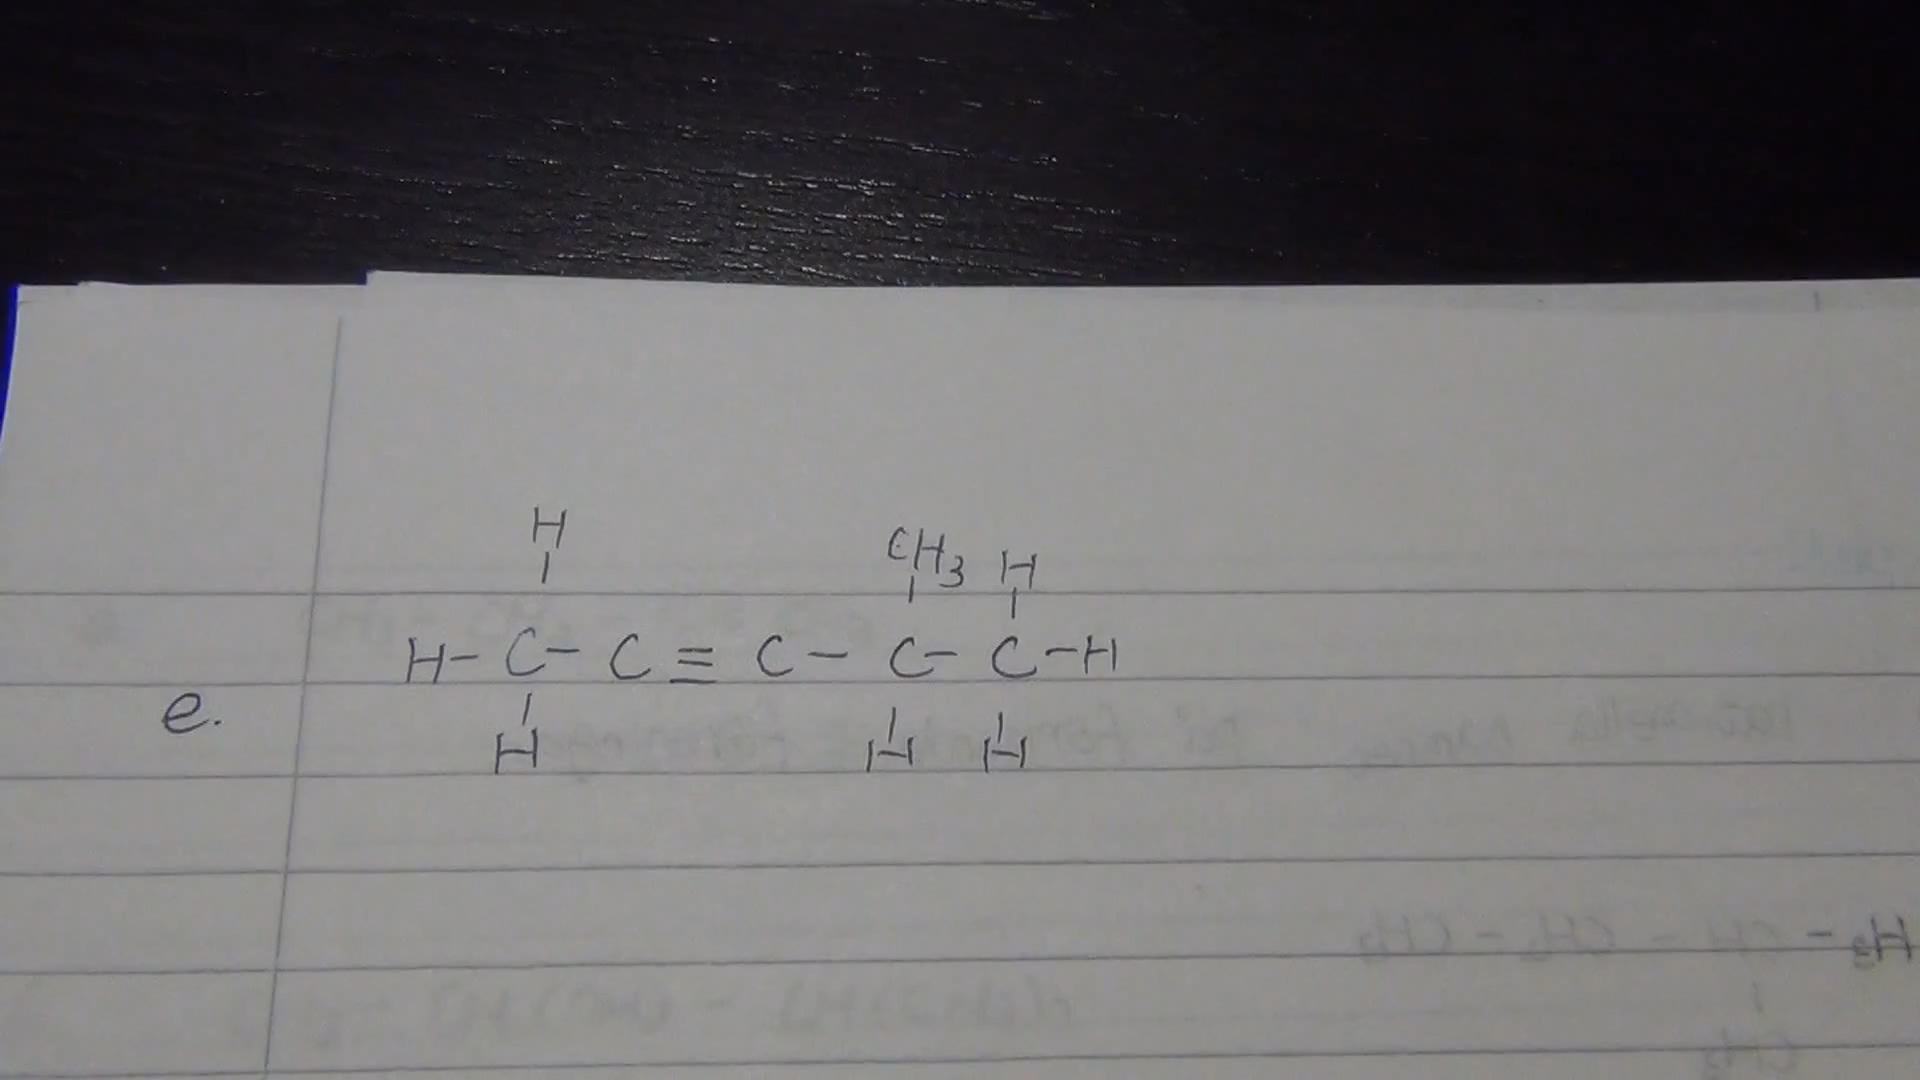 H CH3 H
H-C-C≡C-C-C-H
e.
H H H